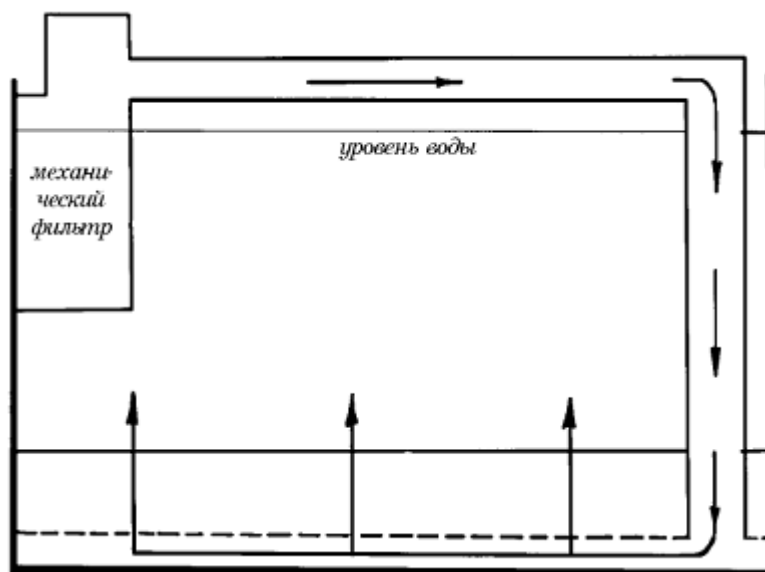 уровень воды
механи-
ческий
фильтр